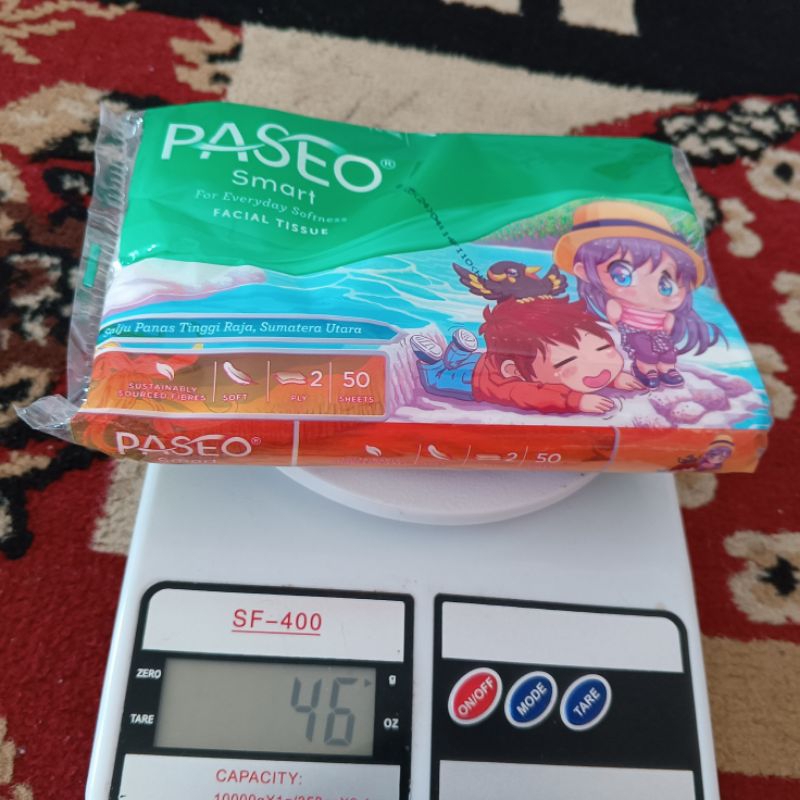 PASEO®
Smart
For Everyday Softness
FACIAL TISSUE
Salju Panas Tinggi Raja, Sumatera Utara
SUSTAINABLY
SOURCED FIBRES
SOFT
2
PLY
50
SHEETS
PASEO®
Smart
2
50
SF-400
ZERO
TARE
46
g
OZ
ON/OFF
MODE
TARE
CAPACITY: